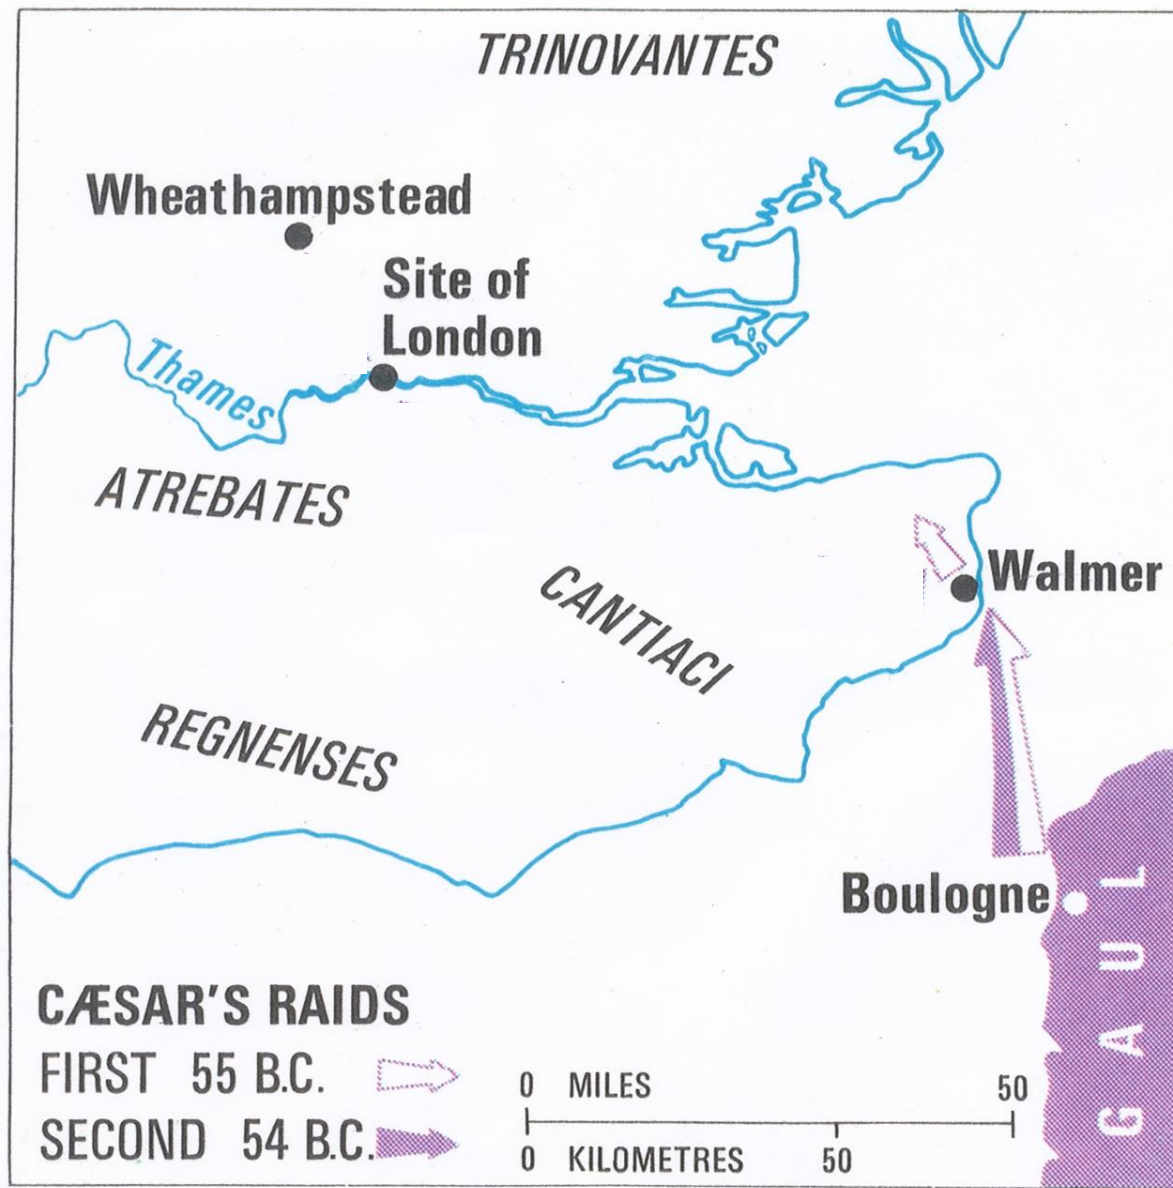 TRINOVANTES
Wheathampstead
Site of
London
Thames
ATREBATES
Walmer
CANTIACI
REGNENSES
Boulogne
GAUL
CÆSAR'S RAIDS
FIRST 55 B.C.
SECOND 54 B.C.
0 MILES 50
0 KILOMETRES 50